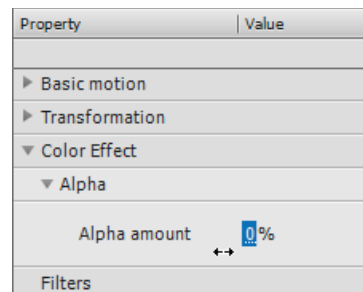 Property Value
Basic motion
Transformation
Color Effect
Alpha
Alpha amount 0 %
Filters